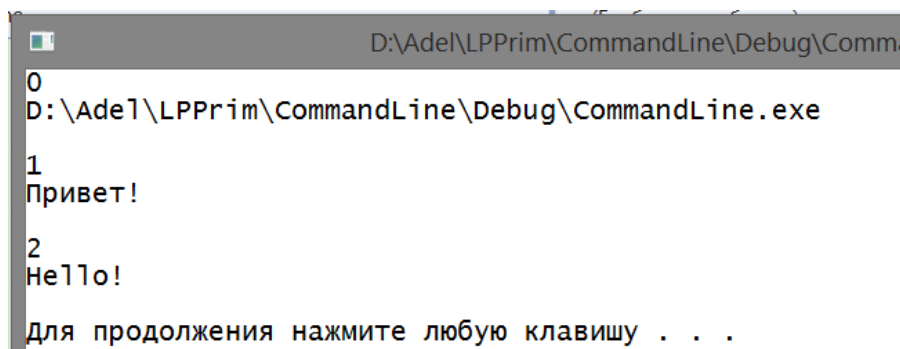 D:\Adel\LPPrim\CommandLine\Debug\Comma
0
D:\Adel\LPPrim\CommandLine\Debug\CommandLine.exe
1
Привет!
2
Hello!
Для продолжения нажмите любую клавишу . . .